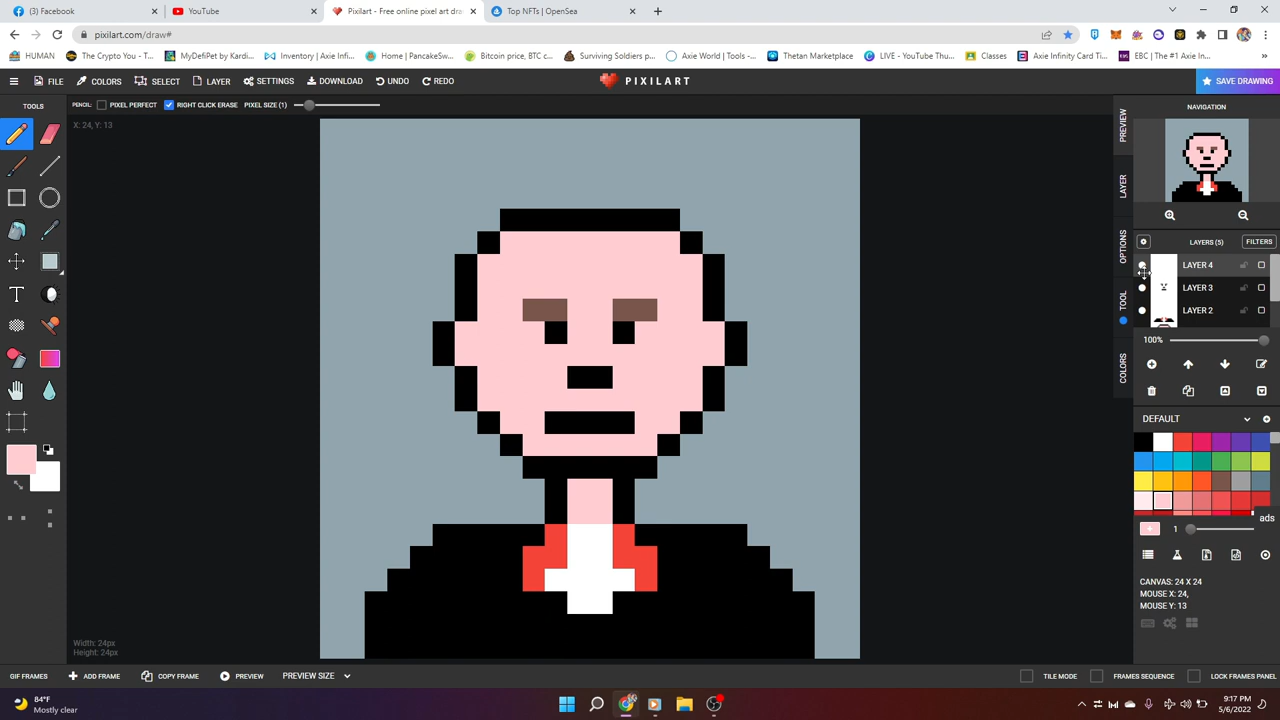 (3) Facebook
YouTube
Pixilart - Free online pixel art dra
Top NFTs | OpenSea
pixilart.com/draw#
HUMAN
The Crypto You - T...
MyDefiPet by Kardi...
Inventory | Axie Infi...
Home | PancakeSw...
Bitcoin price, BTC c...
Surviving Soldiers p...
Axie World | Tools -...
Thetan Marketplace
LIVE - YouTube Thu...
Classes
Axie Infinity Card Ti...
EBC | The #1 Axie In...
FILE
COLORS
SELECT
LAYER
SETTINGS
DOWNLOAD
UNDO
REDO
PIXILART
SAVE DRAWING
TOOLS
PENCIL:
PIXEL PERFECT
RIGHT CLICK ERASE
PIXEL SIZE (1)
NAVIGATION
X: 24, Y: 13
PREVIEW
LAYER
OPTIONS
TOOL
COLORS
LAYERS (5)
FILTERS
LAYER 4
LAYER 3
LAYER 2
100%
DEFAULT
ads
1
CANVAS: 24 X 24
MOUSE X: 24,
MOUSE Y: 13
Width: 24px
Height: 24px
GIF FRAMES
ADD FRAME
COPY FRAME
PREVIEW
PREVIEW SIZE
TILE MODE
FRAMES SEQUENCE
LOCK FRAMES PANEL
84°F
Mostly clear
9:17 PM
5/6/2022